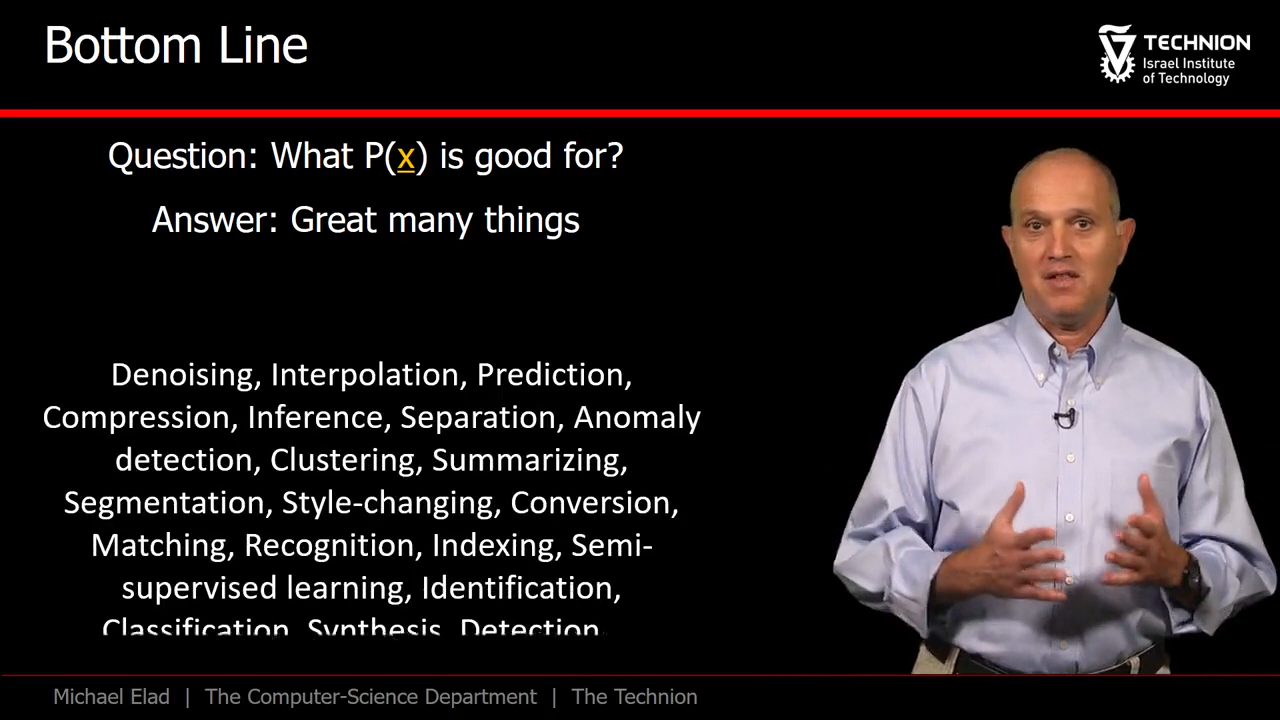 Bottom Line
TECHNION
Israel Institute
of Technology
Question: What P(x) is good for?
Answer: Great many things
Denoising, Interpolation, Prediction,
Compression, Inference, Separation, Anomaly
detection, Clustering, Summarizing,
Segmentation, Style-changing, Conversion,
Matching, Recognition, Indexing, Semi-
supervised learning, Identification,
Classification, Synthesis, Detection,
Michael Elad | The Computer-Science Department | The Technion